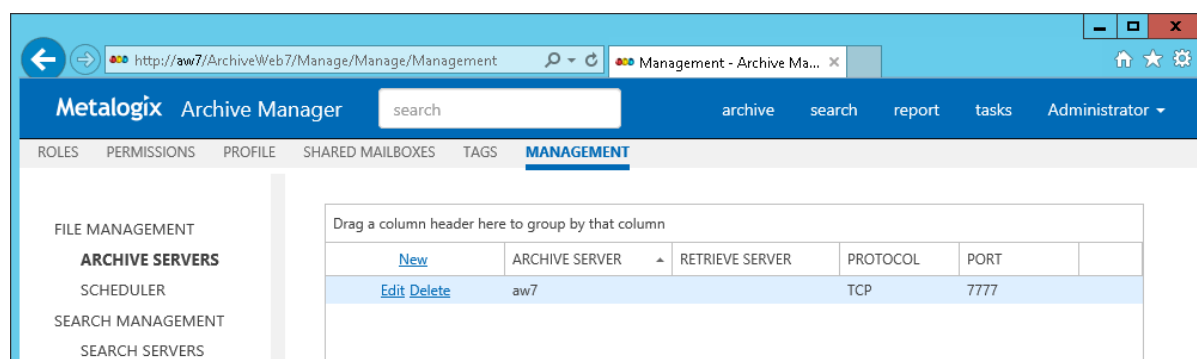 http://aw7/ArchiveWeb7/Manage/Manage/Management Management - Archive Ma...
Metalogix Archive Manager search archive search report tasks Administrator
ROLES PERMISSIONS PROFILE SHARED MAILBOXES TAGS MANAGEMENT
Drag a column header here to group by that column
FILE MANAGEMENT
New ARCHIVE SERVER RETRIEVE SERVER PROTOCOL PORT
ARCHIVE SERVERS
Edit Delete aw7 TCP 7777
SCHEDULER
SEARCH MANAGEMENT
SEARCH SERVERS